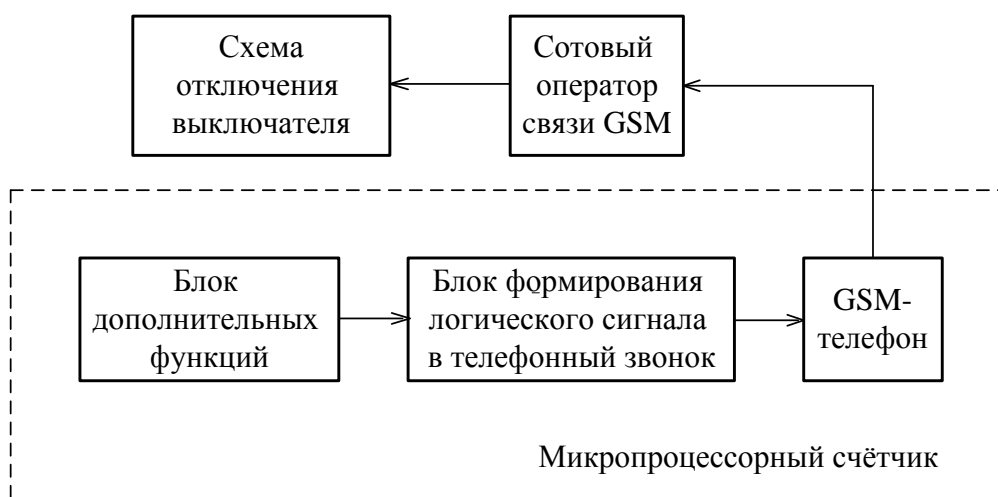 Схема
отключения
выключателя
Сотовый
оператор
связи GSM
Блок
дополнительных
функций
Блок формирования
логического сигнала
в телефонный звонок
GSM-
телефон
Микропроцессорный счётчик